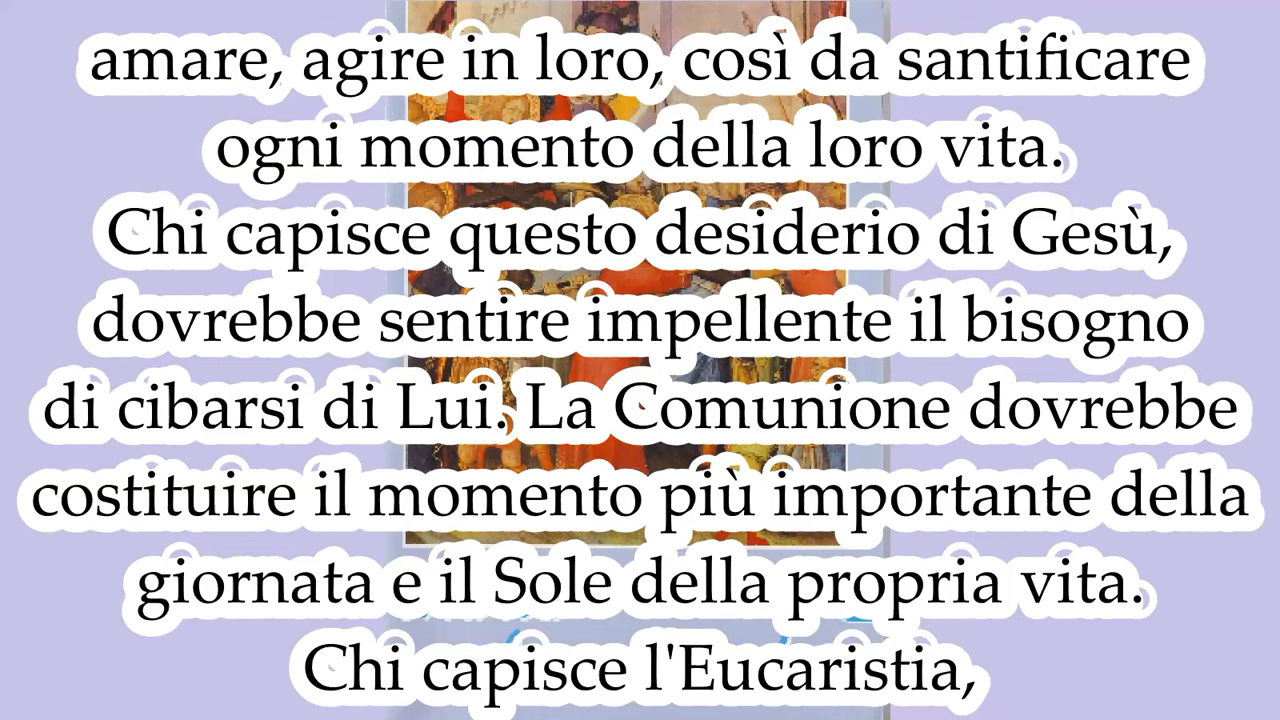 amare, agire in loro, così da santificare
ogni momento della loro vita.
Chi capisce questo desiderio di Gesù,
dovrebbe sentire impellente il bisogno
di cibarsi di Lui. La Comunione dovrebbe
costituire il momento più importante della
giornata e il Sole della propria vita.
Chi capisce l'Eucaristia,